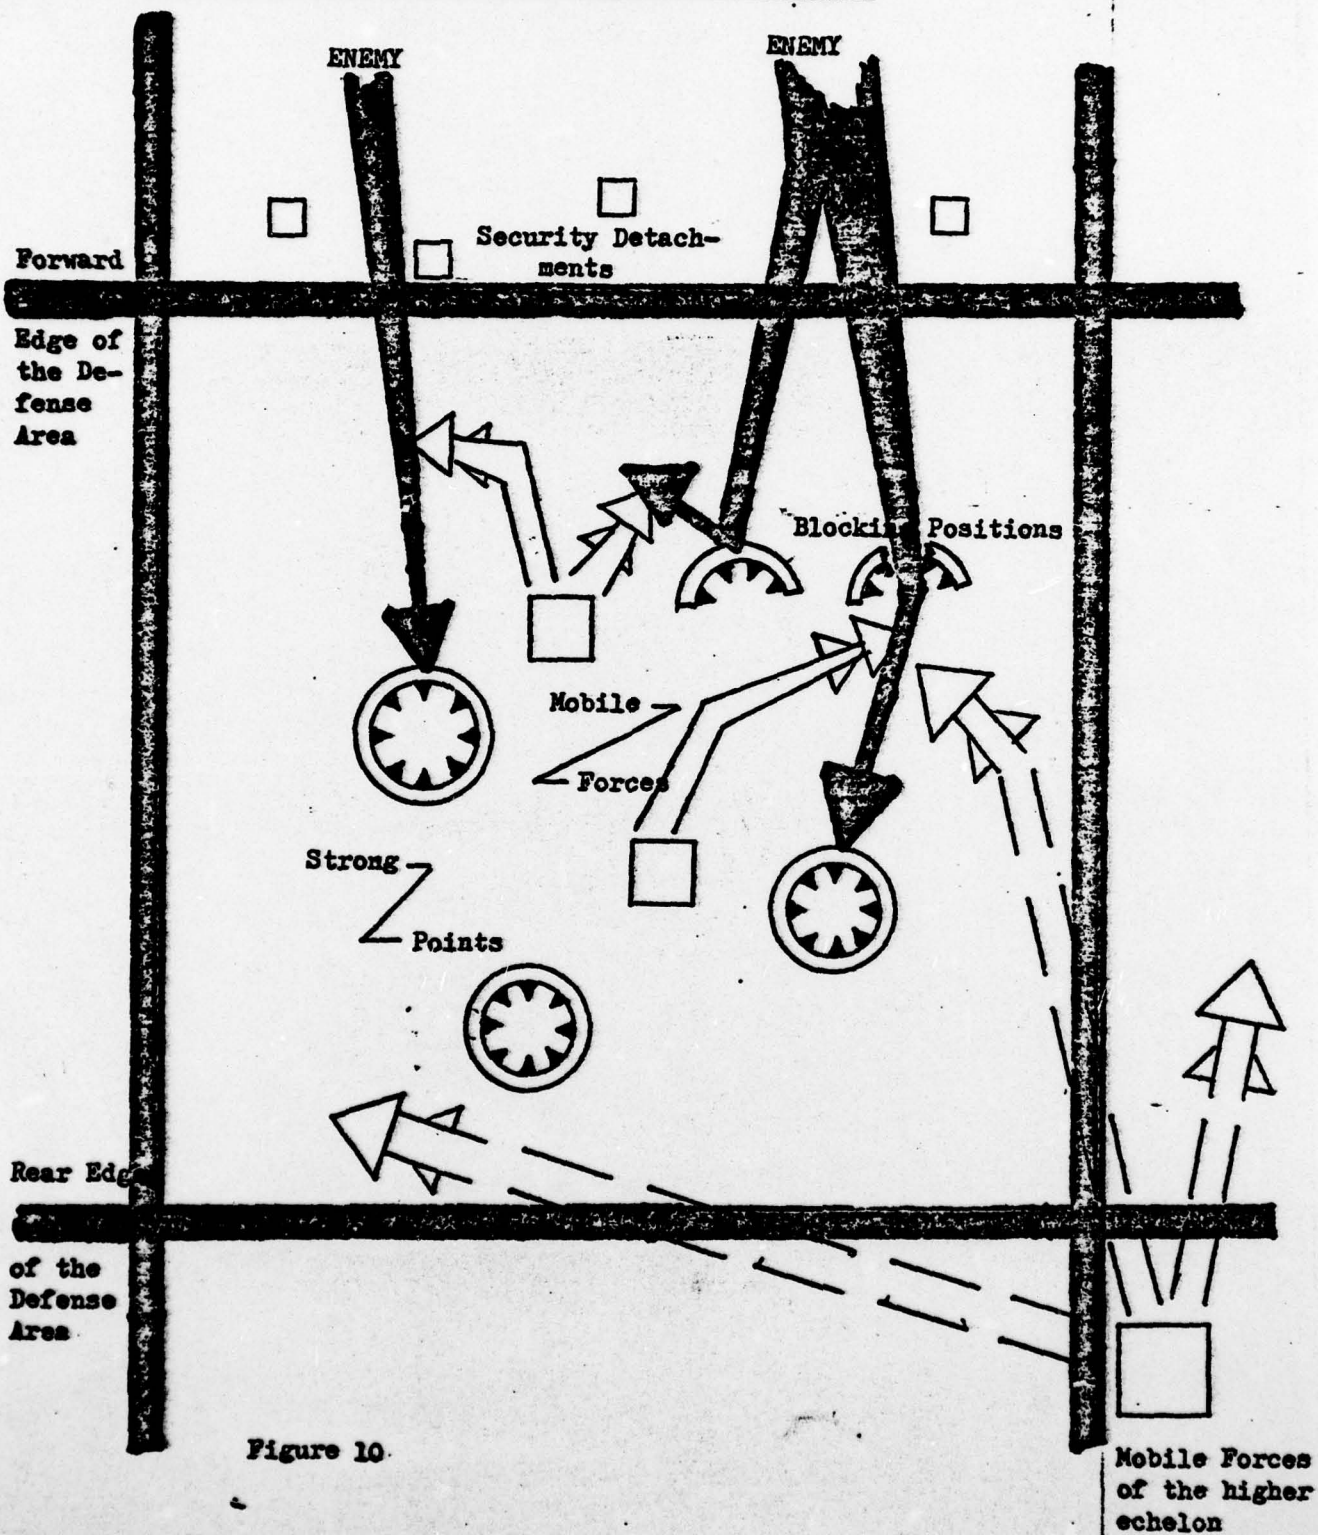 ENEMY
ENEMY
Security Detach-
ments
Forward
Edge of
the De-
fense
Area
Blocking Positions
Mobile
Forces
Strong
Points
Rear Edge
of the
Defense
Area
Figure 10.
Mobile Forces
of the higher
echelon